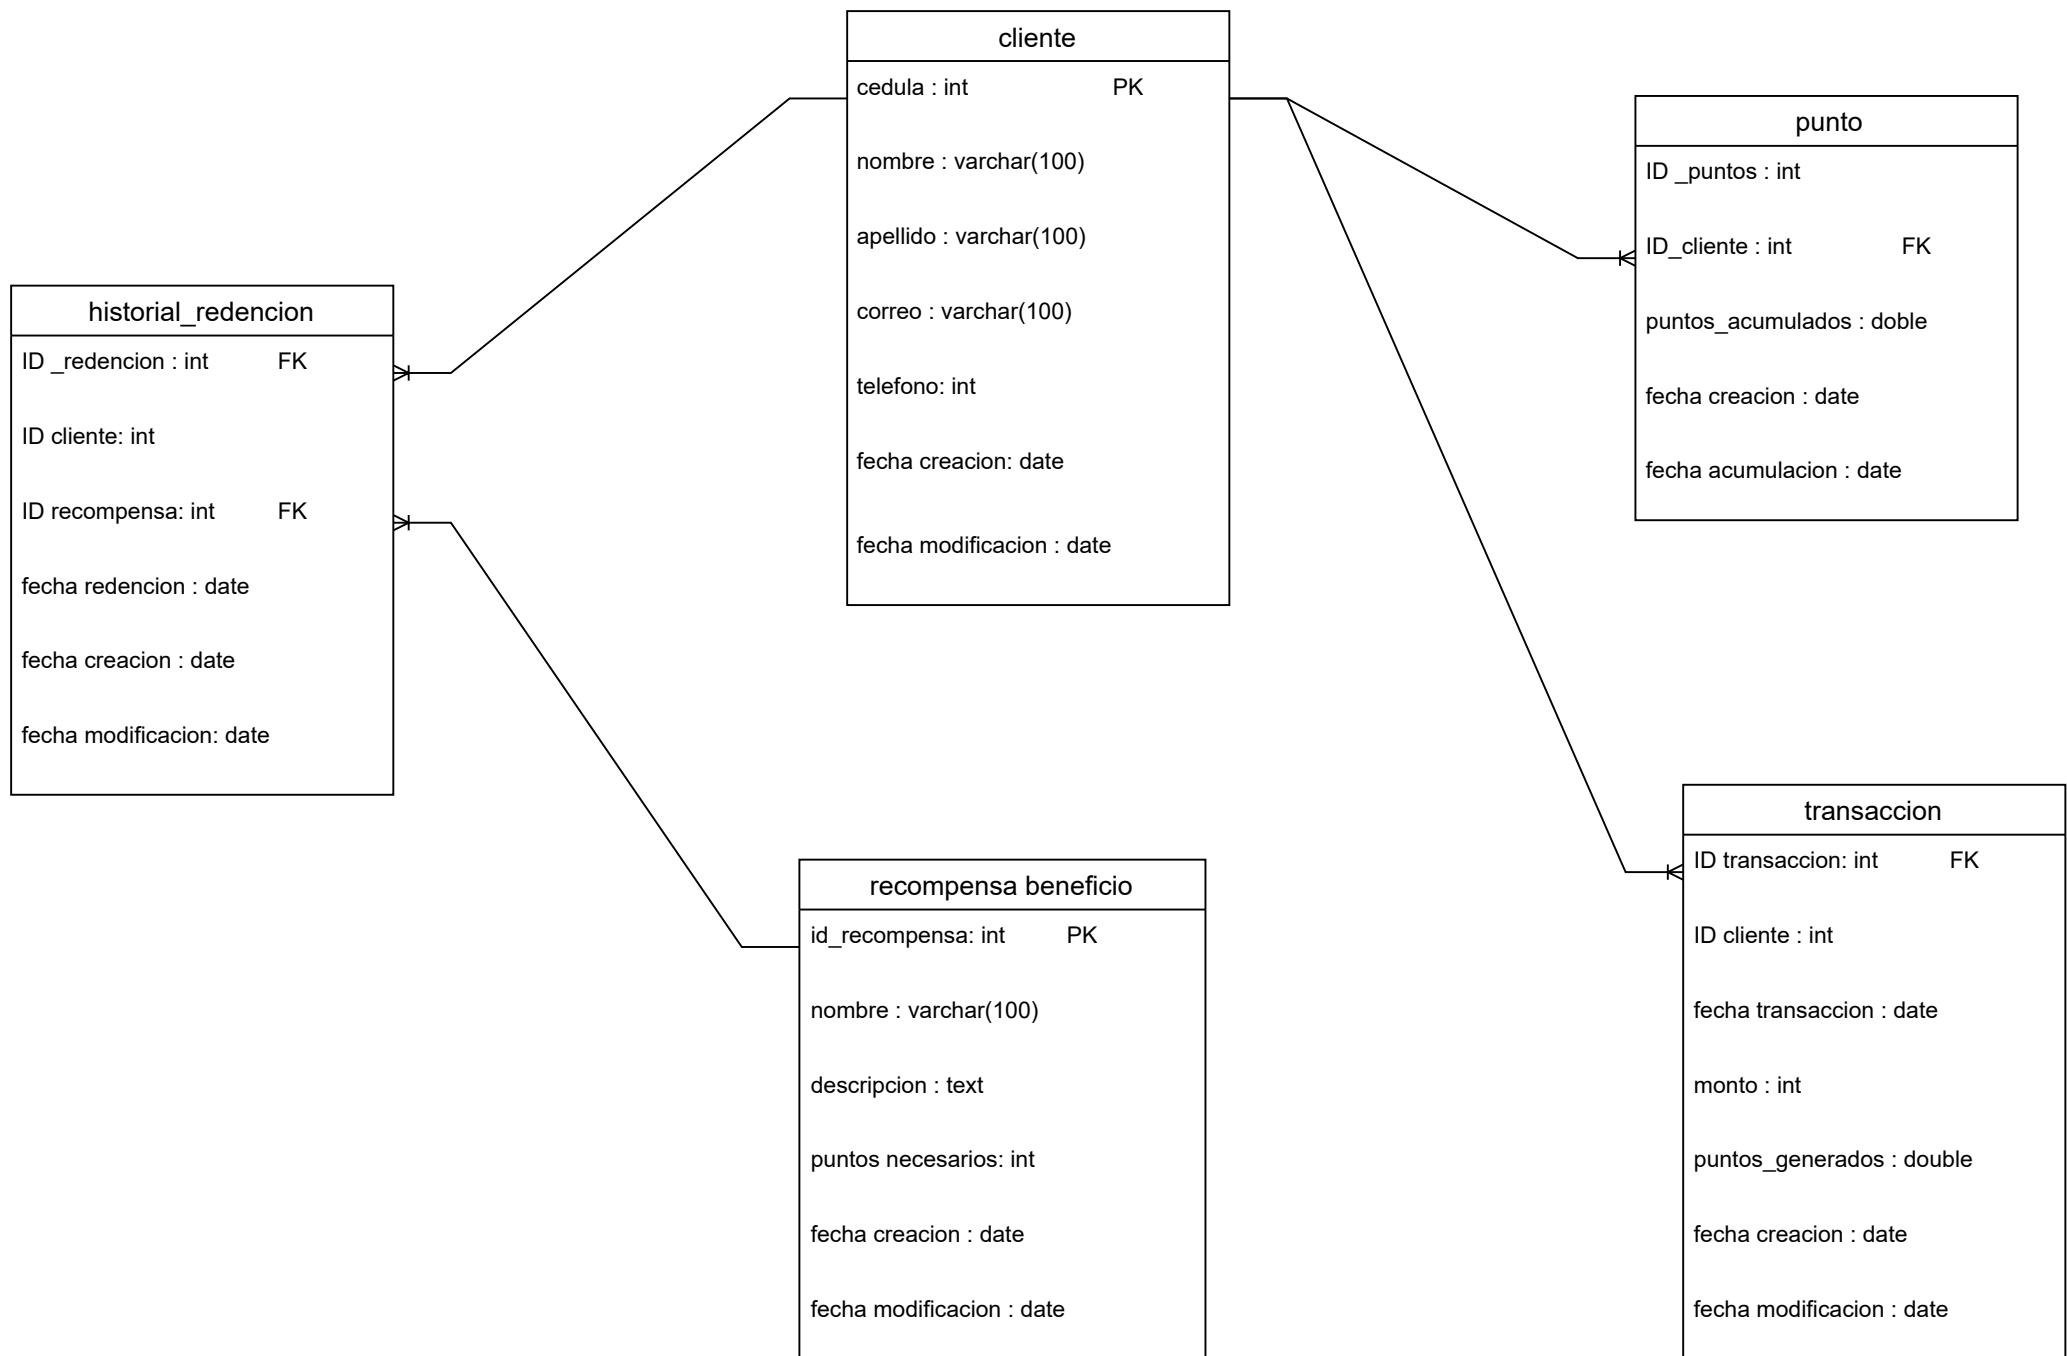 cliente
cedula : int PK
nombre : varchar(100)
apellido : varchar(100)
correo : varchar(100)
telefono: int
fecha creacion: date
fecha modificacion : date
punto
ID _puntos : int
ID_cliente : int FK
puntos_acumulados : doble
fecha creacion : date
fecha acumulacion : date
historial_redencion
ID _redencion : int FK
ID cliente: int
ID recompensa: int FK
fecha redencion : date
fecha creacion : date
fecha modificacion: date
recompensa beneficio
id_recompensa: int PK
nombre : varchar(100)
descripcion : text
puntos necesarios: int
fecha creacion : date
fecha modificacion : date
transaccion
ID transaccion: int FK
ID cliente : int
fecha transaccion : date
monto : int
puntos_generados : double
fecha creacion : date
fecha modificacion : date